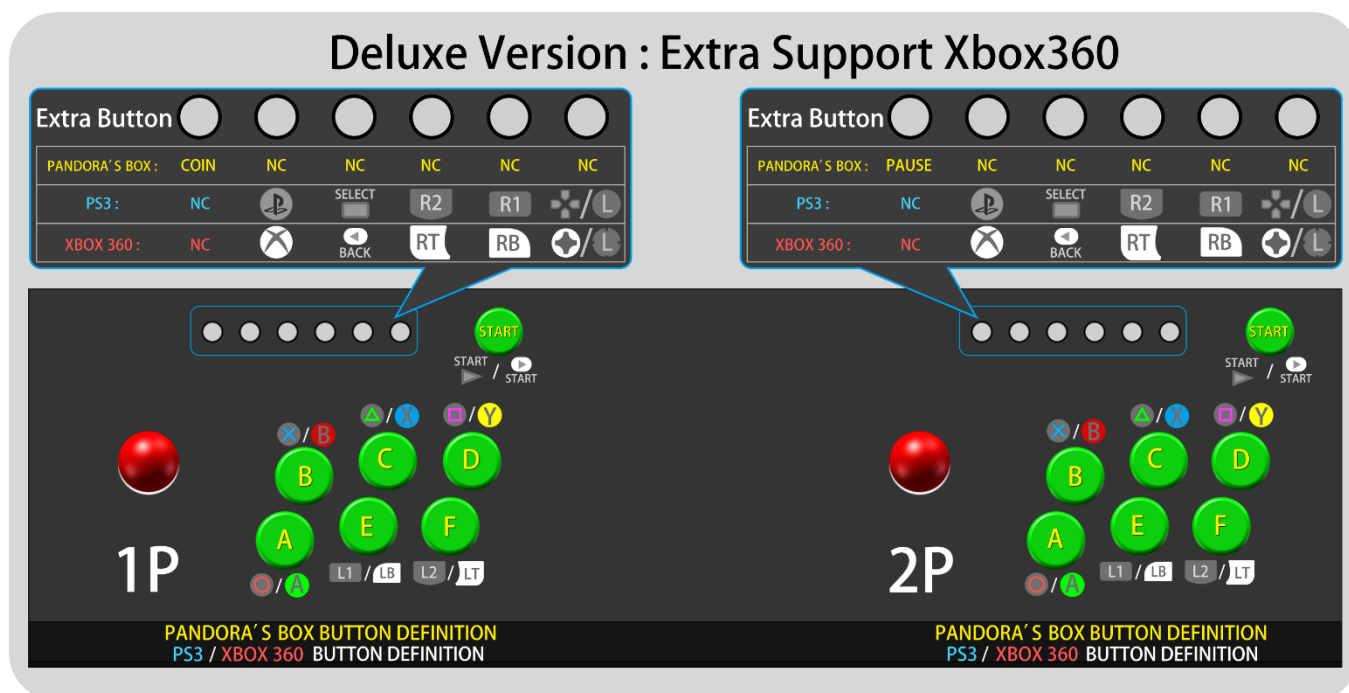 Deluxe Version : Extra Support Xbox360
Extra Button
PANDORA´S BOX : COIN NC NC NC NC NC
PS3 : NC SELECT R2 R1 /L
XBOX 360 : NC BACK RT RB /L
Extra Button
PANDORA´S BOX : PAUSE NC NC NC NC NC
PS3 : NC SELECT R2 R1 /L
XBOX 360 : NC BACK RT RB /L
START
START / START
/X /Y
/B
C D
B
E F
A
L1 / LB L2 / LT
/A
1P
START
START / START
/X /Y
/B
C D
B
E F
A
L1 / LB L2 / LT
/A
2P
PANDORA´S BOX BUTTON DEFINITION
PS3 / XBOX 360 BUTTON DEFINITION
PANDORA´S BOX BUTTON DEFINITION
PS3 / XBOX 360 BUTTON DEFINITION